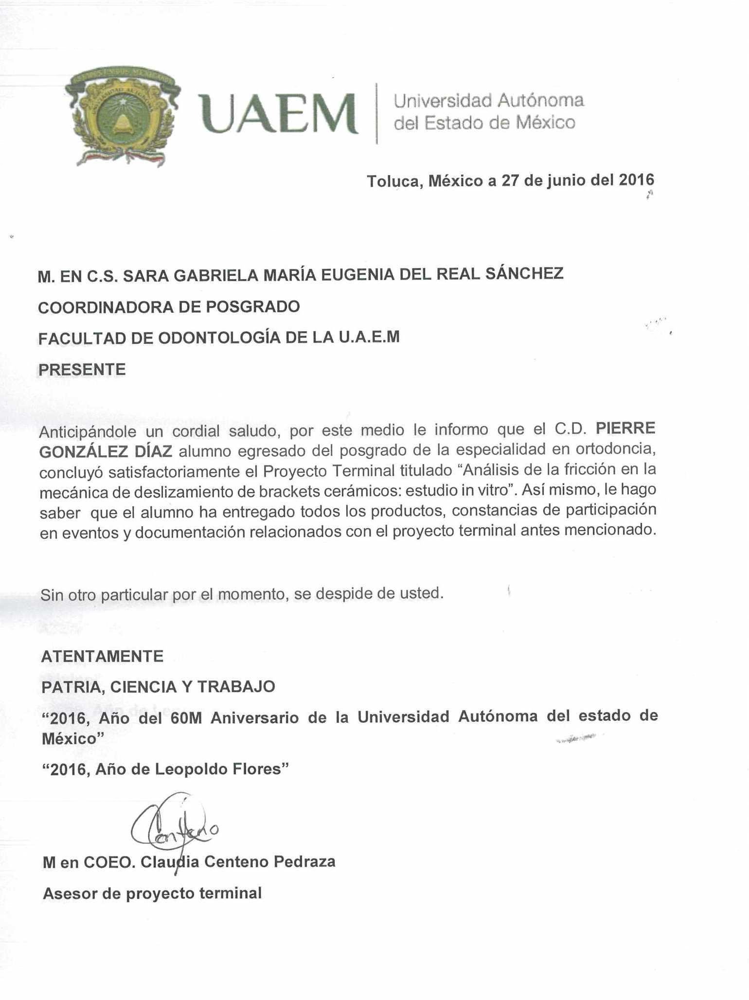 UAEM
Universidad Autónoma
del Estado de México
Toluca, México a 27 de junio del 2016
M. EN C.S. SARA GABRIELA MARÍA EUGENIA DEL REAL SÁNCHEZ
COORDINADORA DE POSGRADO
FACULTAD DE ODONTOLOGÍA DE LA U.A.E.M
PRESENTE
Anticipándole un cordial saludo, por este medio le informo que el C.D. PIERRE
GONZÁLEZ DÍAZ alumno egresado del posgrado de la especialidad en ortodoncia,
concluyó satisfactoriamente el Proyecto Terminal titulado “Análisis de la fricción en la
mecánica de deslizamiento de brackets cerámicos: estudio in vitro”. Así mismo, le hago
saber que el alumno ha entregado todos los productos, constancias de participación
en eventos y documentación relacionados con el proyecto terminal antes mencionado.
Sin otro particular por el momento, se despide de usted.
ATENTAMENTE
PATRIA, CIENCIA Y TRABAJO
“2016, Año del 60M Aniversario de la Universidad Autónoma del estado de
México”
“2016, Año de Leopoldo Flores”
Centeno
M en COEO. Claudia Centeno Pedraza
Asesor de proyecto terminal